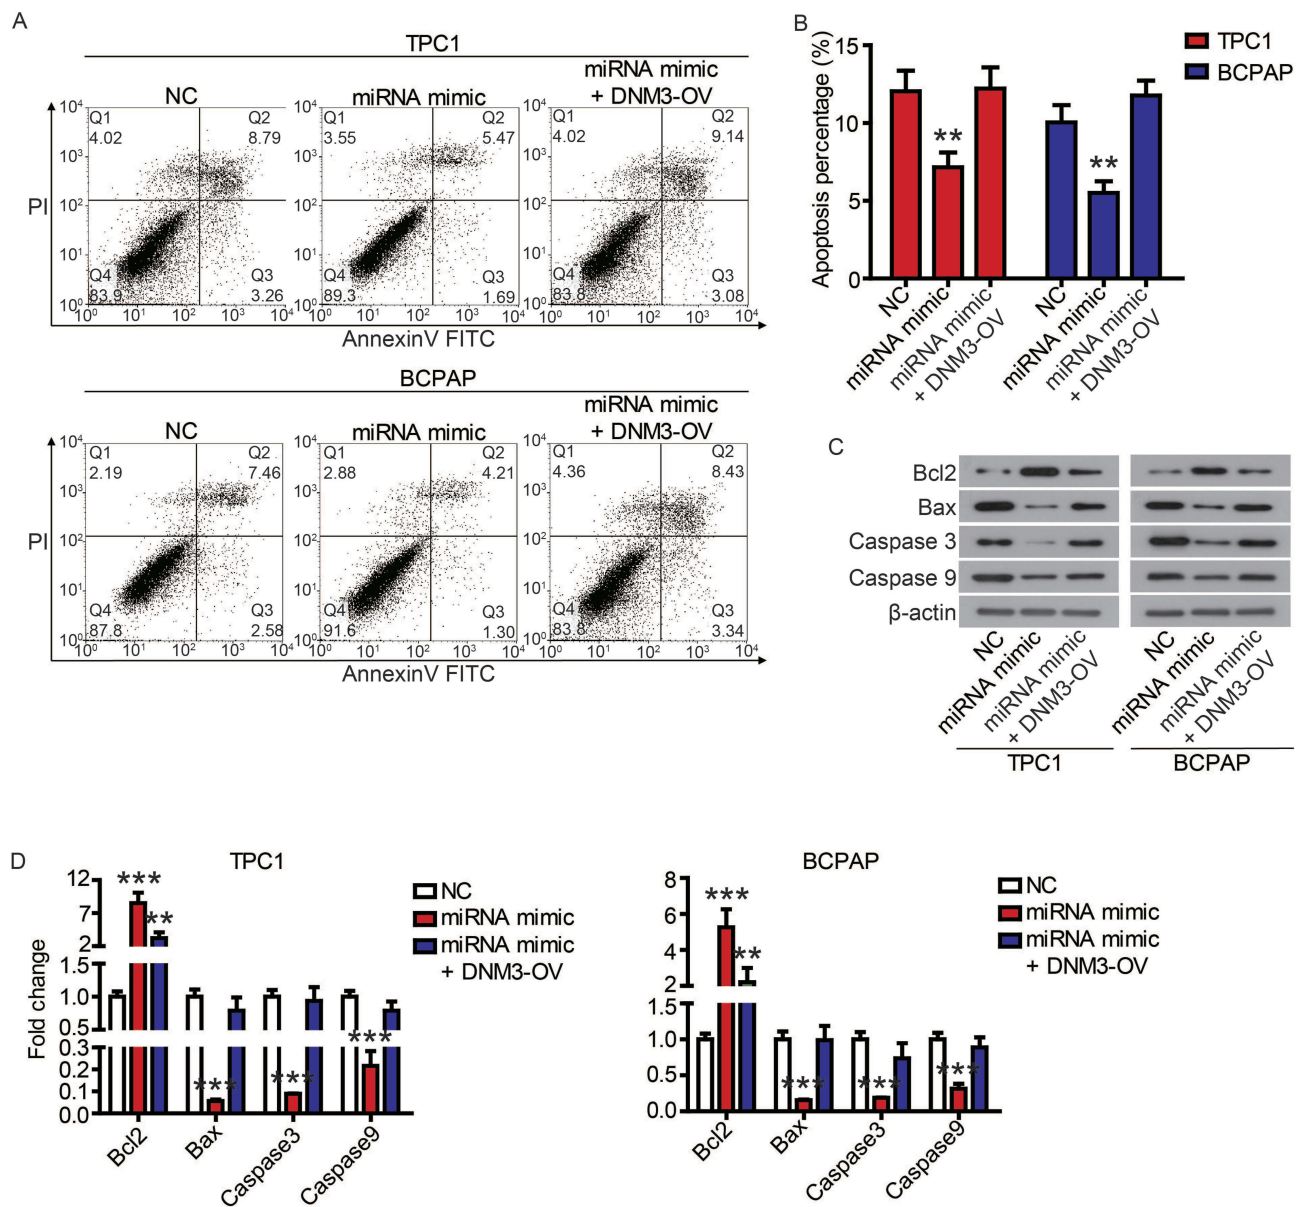 A
TPC1
NC
miRNA mimic
miRNA mimic
+ DNM3-OV
PI
10⁴
10³
10²
10¹
10⁰
Q1
4.02
Q2
8.79
Q4
83.9
Q3
3.26
10⁰ 10¹ 10² 10³ 10⁴
10⁴
10³
10²
10¹
10⁰
Q1
3.55
Q2
5.47
Q4
89.3
Q3
1.69
10⁰ 10¹ 10² 10³ 10⁴
10⁴
10³
10²
10¹
10⁰
Q1
4.02
Q2
9.14
Q4
83.8
Q3
3.08
10⁰ 10¹ 10² 10³ 10⁴
AnnexinV FITC
BCPAP
NC
miRNA mimic
miRNA mimic
+ DNM3-OV
PI
10⁴
10³
10²
10¹
10⁰
Q1
2.19
Q2
7.46
Q4
87.8
Q3
2.58
10⁰ 10¹ 10² 10³ 10⁴
10⁴
10³
10²
10¹
10⁰
Q1
2.88
Q2
4.21
Q4
91.6
Q3
1.30
10⁰ 10¹ 10² 10³ 10⁴
10⁴
10³
10²
10¹
10⁰
Q1
4.36
Q2
8.43
Q4
83.8
Q3
3.34
10⁰ 10¹ 10² 10³ 10⁴
AnnexinV FITC
B
Apoptosis percentage (%)
15
10
5
0
**
**
TPC1
BCPAP
NC
miRNA mimic
miRNA mimic
+ DNM3-OV
NC
miRNA mimic
miRNA mimic
+ DNM3-OV
C
Bcl2
Bax
Caspase 3
Caspase 9
β-actin
NC
miRNA mimic
miRNA mimic
+ DNM3-OV
NC
miRNA mimic
miRNA mimic
+ DNM3-OV
TPC1
BCPAP
D
TPC1
Fold change
12
7
2
1.5
1.0
0.5
0.3
0.2
0.1
0.0
***
**
***
***
***
Bcl2
Bax
Caspase3
Caspase9
NC
miRNA mimic
miRNA mimic
+ DNM3-OV
BCPAP
8
6
4
2
1.5
1.0
0.5
0.0
***
**
***
***
***
Bcl2
Bax
Caspase3
Caspase9
NC
miRNA mimic
miRNA mimic
+ DNM3-OV